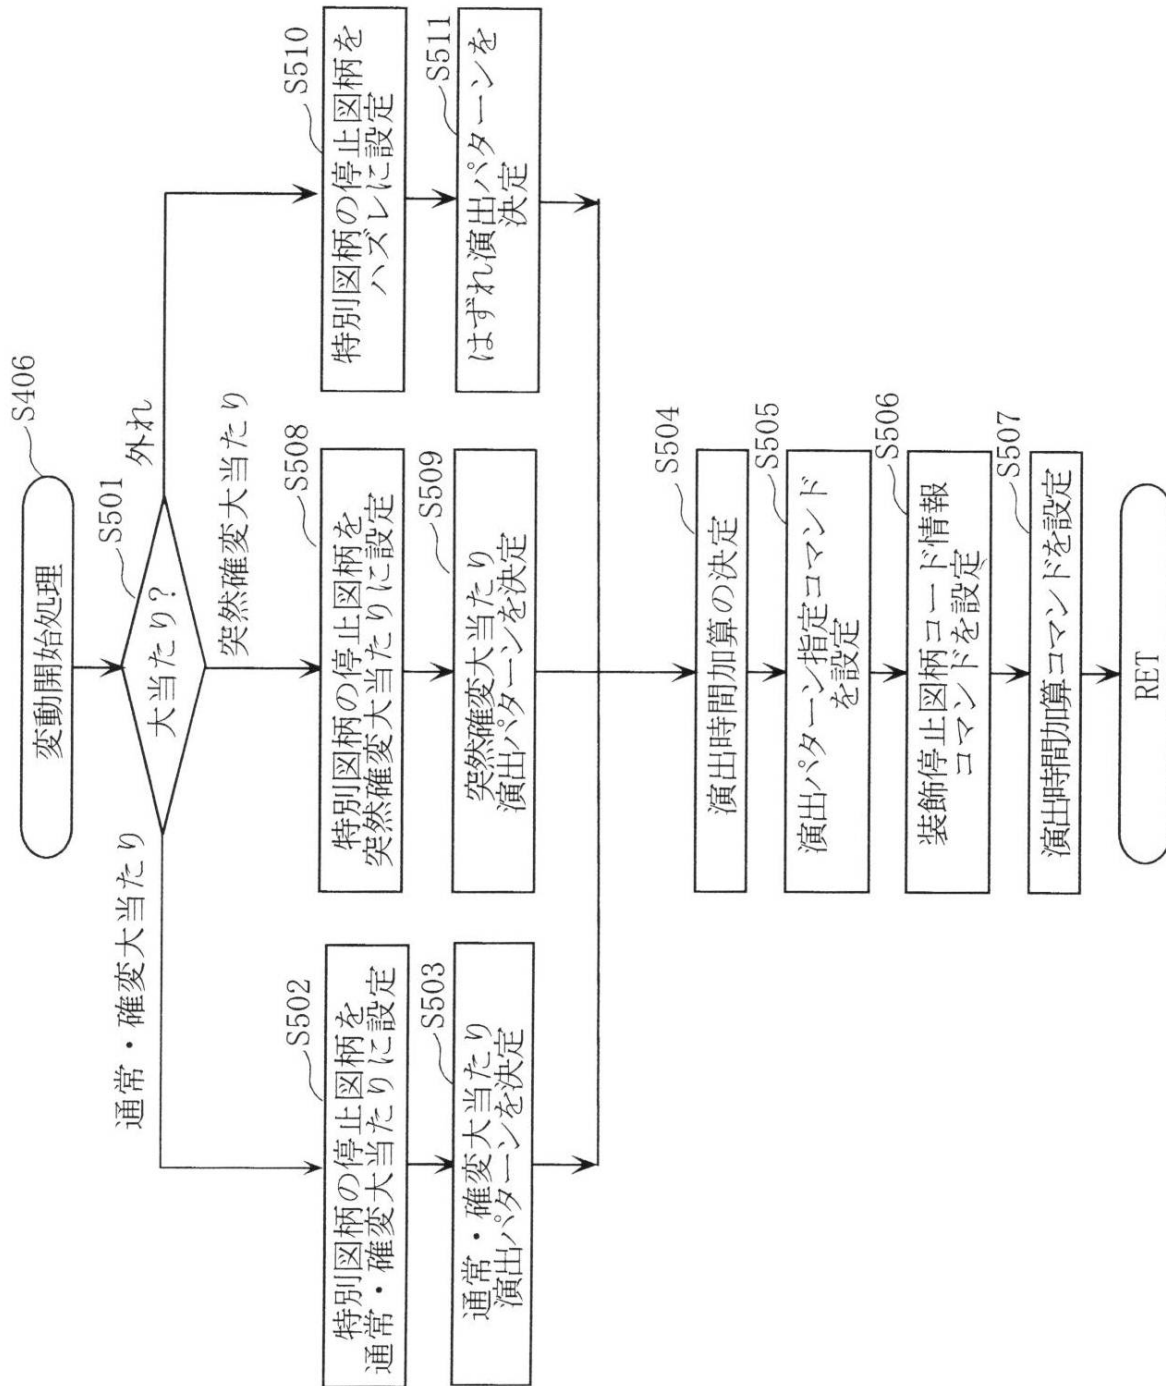 変動開始処理
S406
大当たり?
S501
通常・確変大当たり
突然確変大当たり
外れ
特別図柄の停止図柄を
通常・確変大当たりに設定
S502
通常・確変大当たり
演出パターンを決定
S503
特別図柄の停止図柄を
突然確変大当たりに設定
S508
突然確変大当たり
演出パターンを決定
S509
特別図柄の停止図柄を
ハズレに設定
S510
はずれ演出パターンを
決定
S511
演出時間加算の決定
S504
演出パターン指定コマンド
を設定
S505
装飾停止図柄コード情報
コマンドを設定
S506
演出時間加算コマンドを設定
S507
RET